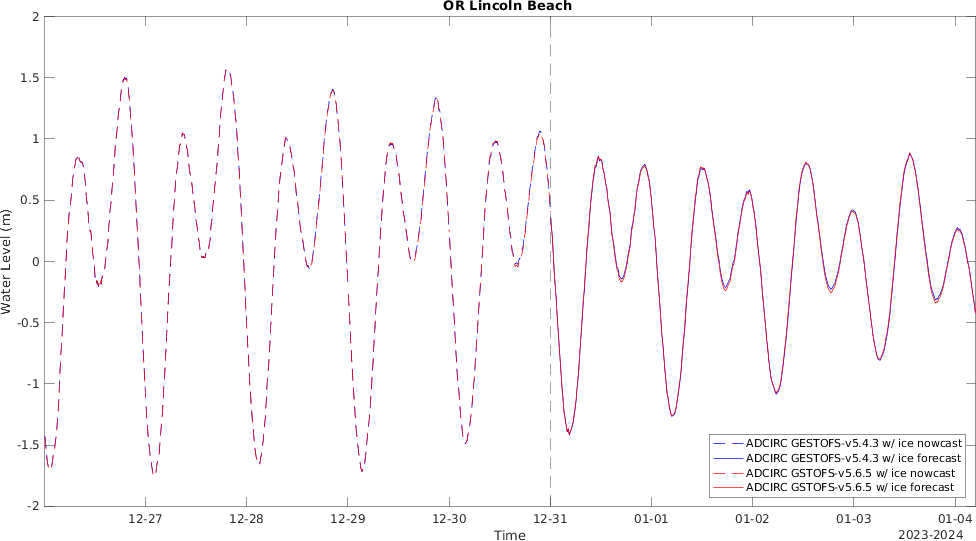 OR Lincoln Beach
Water Level (m)
2
1.5
1
0.5
0
-0.5
-1
-1.5
-2
ADCIRC GESTOFS-v5.4.3 w/ ice nowcast
ADCIRC GESTOFS-v5.4.3 w/ ice forecast
ADCIRC GSTOFS-v5.6.5 w/ ice nowcast
ADCIRC GSTOFS-v5.6.5 w/ ice forecast
12-27 12-28 12-29 12-30 12-31 01-01 01-02 01-03 01-04
Time
2023-2024